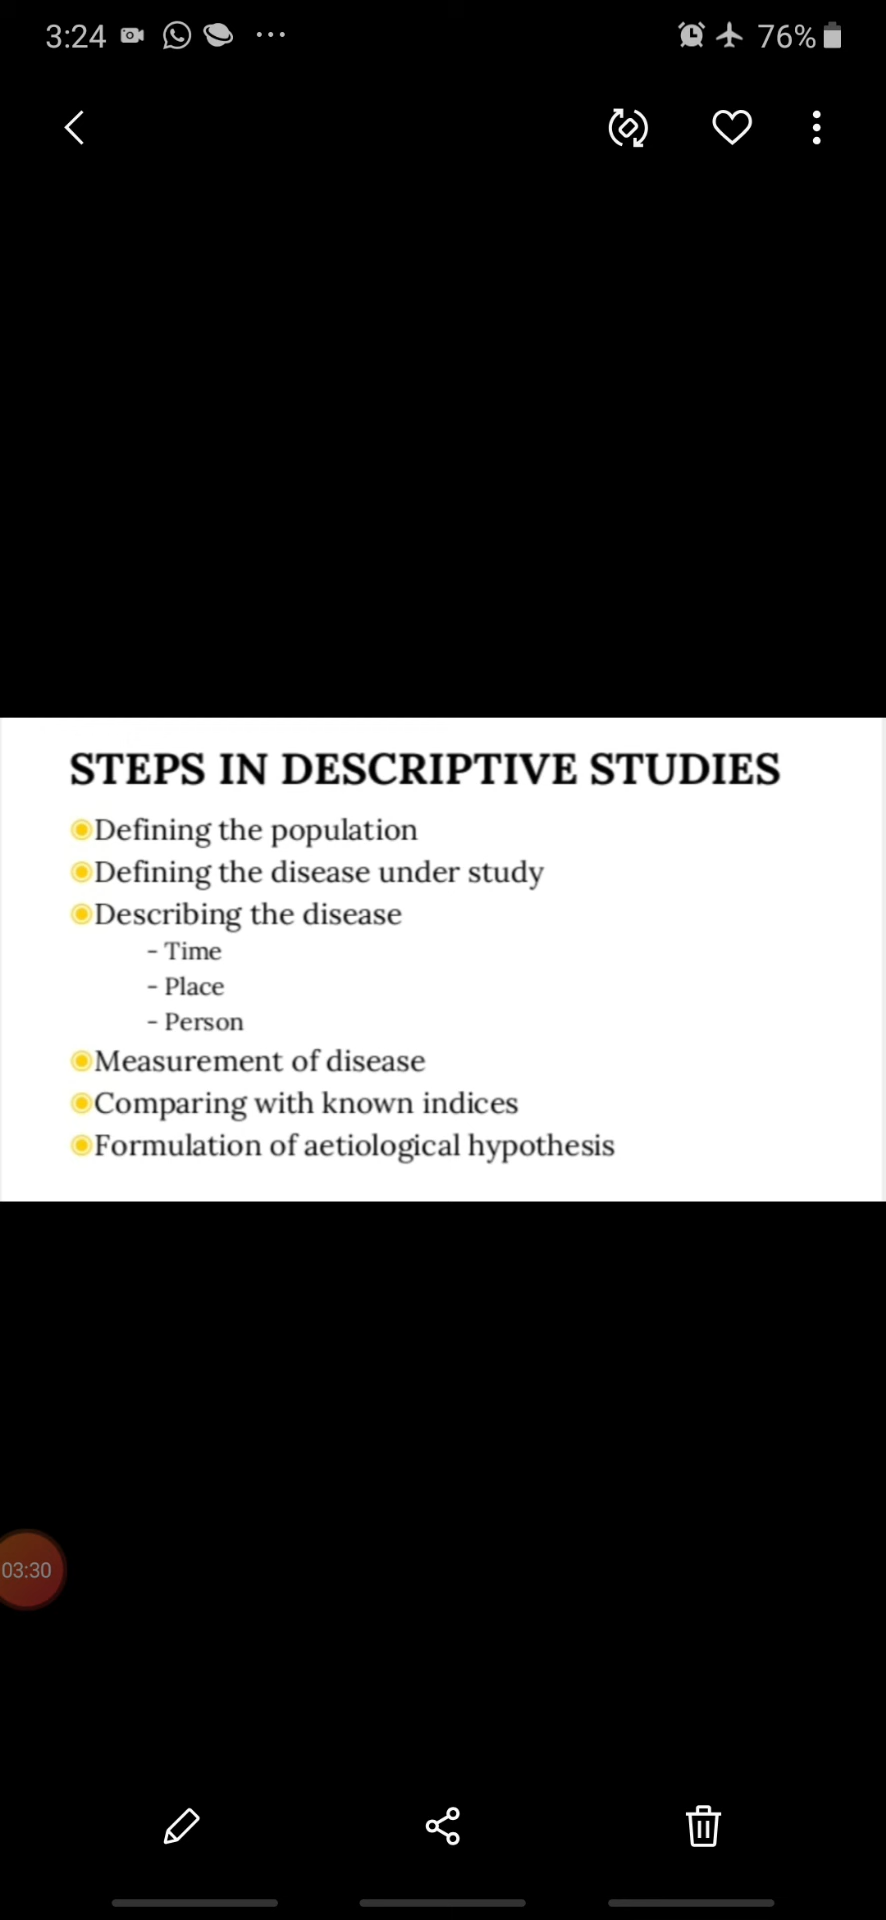 3:24
76%
STEPS IN DESCRIPTIVE STUDIES
Defining the population
Defining the disease under study
Describing the disease
- Time
- Place
- Person
Measurement of disease
Comparing with known indices
Formulation of aetiological hypothesis
03:30